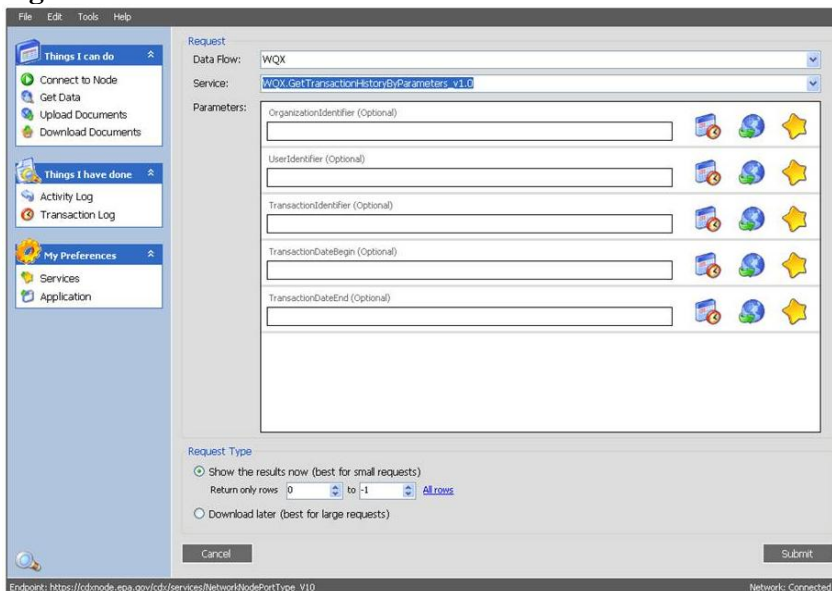 File Edit Tools Help
Things I can do
Connect to Node
Get Data
Upload Documents
Download Documents
Things I have done
Activity Log
Transaction Log
My Preferences
Services
Application
Request
Data Flow: WQX
Service: WQX.GetTransactionHistoryByParameters_v1.0
Parameters:
OrganizationIdentifier (Optional)
UserIdentifier (Optional)
TransactionIdentifier (Optional)
TransactionDateBegin (Optional)
TransactionDateEnd (Optional)
Request Type
Show the results now (best for small requests)
Return only rows 0 to -1 All rows
Download later (best for large requests)
Cancel Submit
Endpoint: https://cdxnode.epa.gov/cdx/services/NetworkNodePortType_V10 Network: Connected